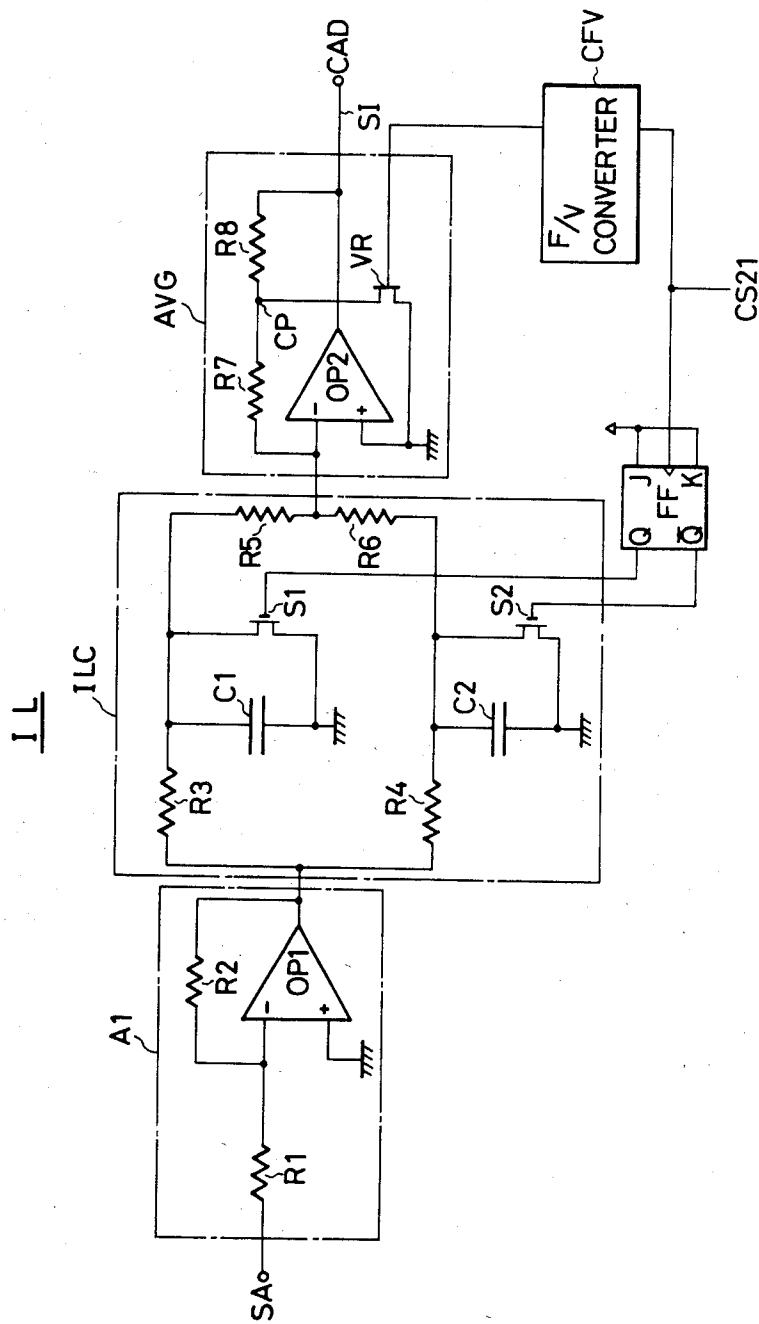 IL
A1
SA
R1
R2
-
+
OP1
ILC
R3
R4
C1
C2
S1
S2
R5
R6
AVG
R7
R8
CP
-
+
OP2
VR
SI
CAD
Q
J
FF
Q̅
K
F/V
CONVERTER
CFV
CS21